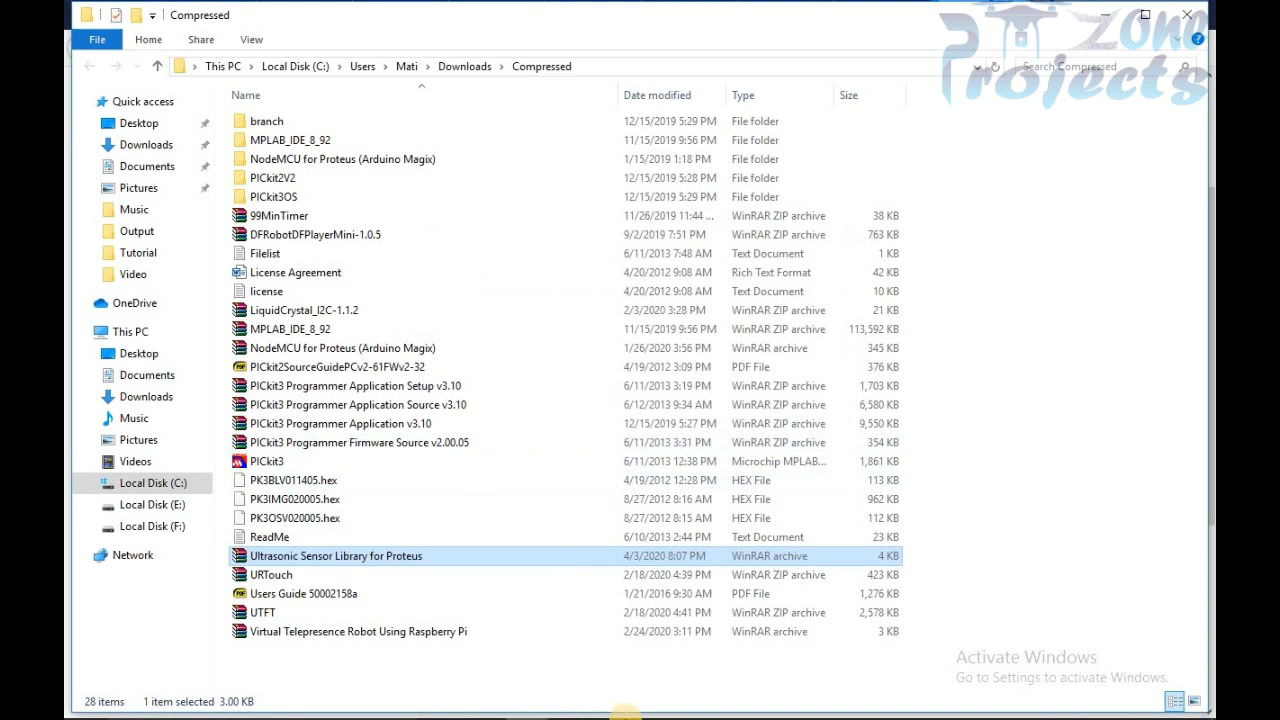 Compressed
File Home Share View
This PC Local Disk (C:) Users Mati Downloads Compressed
Search Compressed
PT Zone
Projects
Name Date modified Type Size
Quick access
Desktop
Downloads
Documents
Pictures
Music
Output
Tutorial
Video
OneDrive
This PC
Desktop
Documents
Downloads
Music
Pictures
Videos
Local Disk (C:)
Local Disk (E:)
Local Disk (F:)
Network
branch 12/15/2019 5:29 PM File folder
MPLAB_IDE_8_92 11/15/2019 9:56 PM File folder
NodeMCU for Proteus (Arduino Magix) 1/15/2019 1:18 PM File folder
PICkit2V2 12/15/2019 5:28 PM File folder
PICkit3OS 12/15/2019 5:29 PM File folder
99MinTimer 11/26/2019 11:44 ... WinRAR ZIP archive 38 KB
DFRobotDFPlayerMini-1.0.5 9/2/2019 7:51 PM WinRAR ZIP archive 763 KB
Filelist 6/11/2013 7:48 AM Text Document 1 KB
License Agreement 4/20/2012 9:08 AM Rich Text Format 42 KB
license 4/20/2012 9:08 AM Text Document 10 KB
LiquidCrystal_I2C-1.1.2 2/3/2020 3:28 PM WinRAR ZIP archive 21 KB
MPLAB_IDE_8_92 11/15/2019 9:56 PM WinRAR ZIP archive 113,592 KB
NodeMCU for Proteus (Arduino Magix) 1/26/2020 3:56 PM WinRAR archive 345 KB
PICkit2SourceGuidePCv2-61FWv2-32 4/19/2012 3:09 PM PDF File 376 KB
PICkit3 Programmer Application Setup v3.10 6/11/2013 3:19 PM WinRAR ZIP archive 1,703 KB
PICkit3 Programmer Application Source v3.10 6/12/2013 9:34 AM WinRAR ZIP archive 6,580 KB
PICkit3 Programmer Application v3.10 12/15/2019 5:27 PM WinRAR ZIP archive 9,550 KB
PICkit3 Programmer Firmware Source v2.00.05 6/11/2013 3:31 PM WinRAR ZIP archive 354 KB
PICkit3 6/11/2013 12:38 PM Microchip MPLAB... 1,861 KB
PK3BLV011405.hex 4/19/2012 12:28 PM HEX File 113 KB
PK3IMG020005.hex 8/27/2012 8:16 AM HEX File 962 KB
PK3OSV020005.hex 8/27/2012 8:15 AM HEX File 112 KB
ReadMe 6/10/2013 2:44 PM Text Document 23 KB
Ultrasonic Sensor Library for Proteus 4/3/2020 8:07 PM WinRAR archive 4 KB
URTouch 2/18/2020 4:39 PM WinRAR ZIP archive 423 KB
Users Guide 50002158a 1/21/2016 9:30 AM PDF File 1,276 KB
UTFT 2/18/2020 4:41 PM WinRAR ZIP archive 2,578 KB
Virtual Telepresence Robot Using Raspberry Pi 2/24/2020 3:11 PM WinRAR archive 3 KB
Activate Windows
Go to Settings to activate Windows.
28 items 1 item selected 3.00 KB